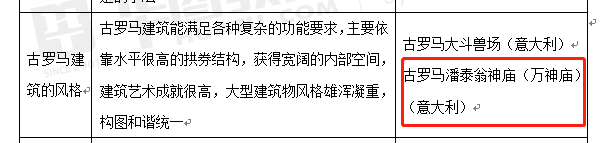 古罗马建筑能满足各种复杂的功能要求，主要依
靠水平很高的拱券结构，获得宽阔的内部空间，
建筑艺术成就很高，大型建筑物风格雄浑凝重，
构图和谐统一
古罗马建
筑的风格
古罗马大斗兽场（意大利）
古罗马潘泰翁神庙（万神庙）
（意大利）